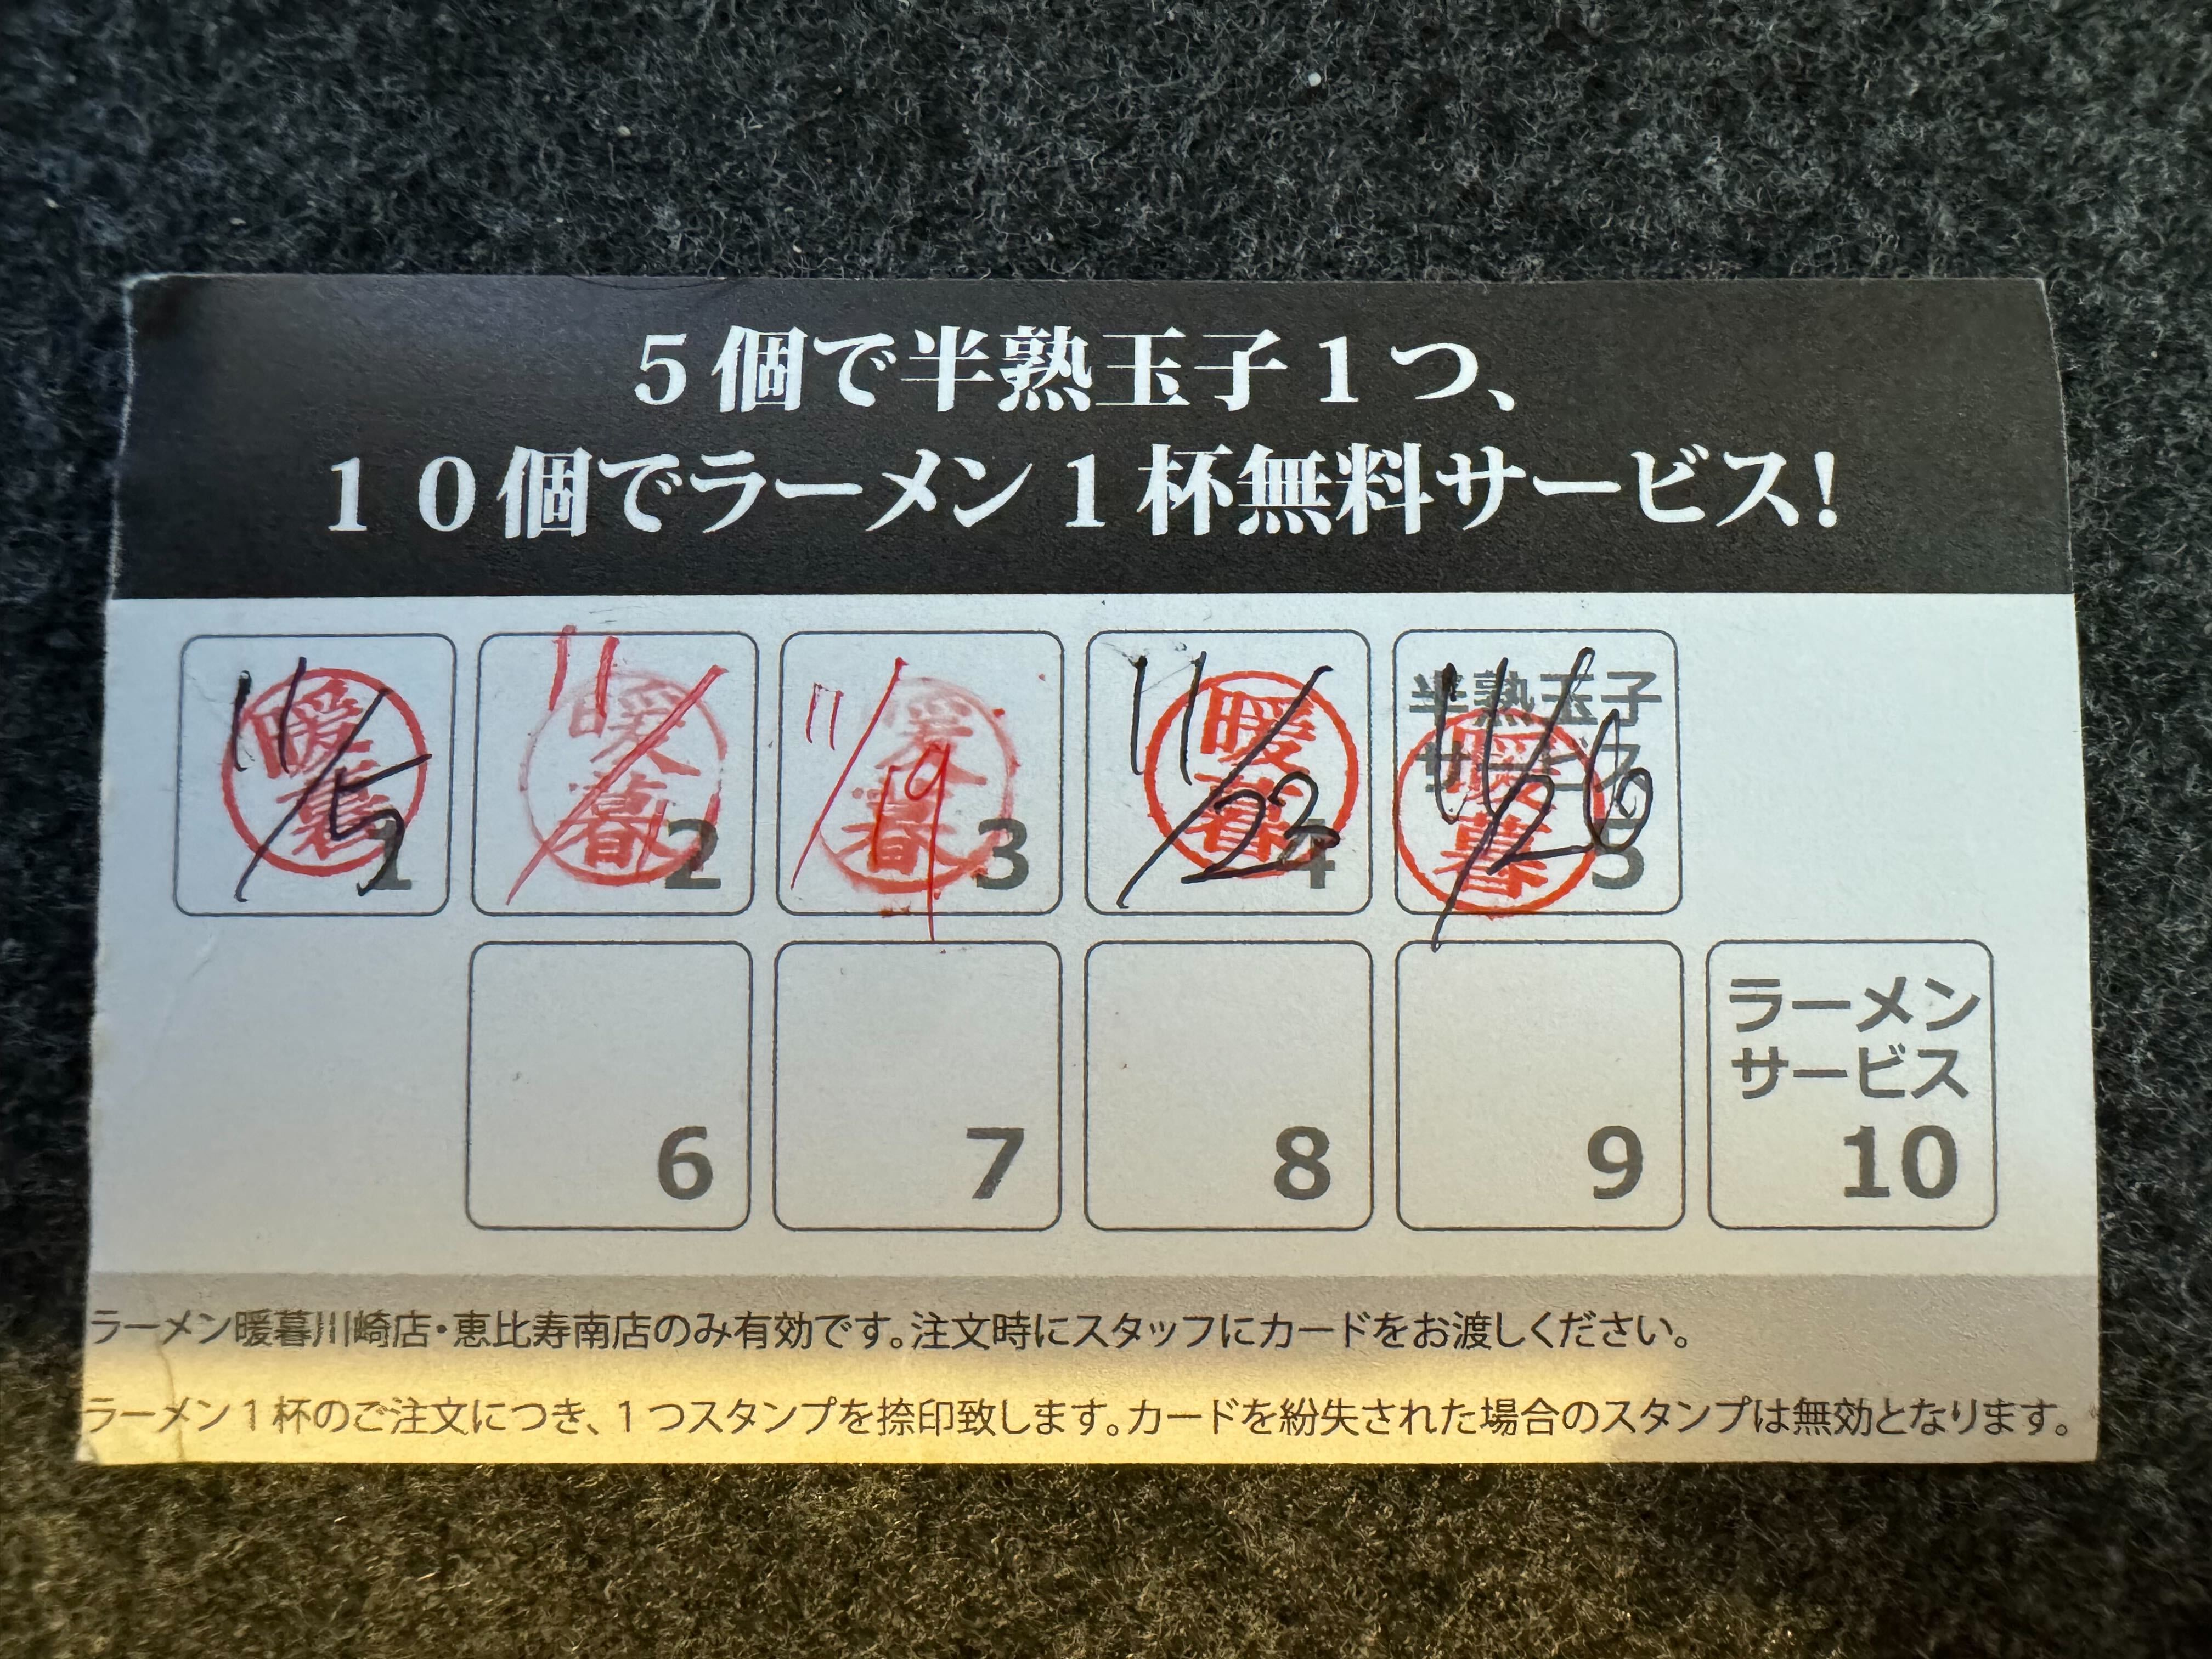 5個で半熟玉子1つ、
10個でラーメン1杯無料サービス!
11/5 暖暮 1
11/11 暖暮 2
11/19 暖暮 3
11/23 暖暮 4
半熟玉子
サービス
11/26 暖暮 5
6
7
8
9
ラーメン
サービス
10
ラーメン暖暮川崎店・恵比寿南店のみ有効です。注文時にスタッフにカードをお渡しください。
ラーメン1杯のご注文につき、1つスタンプを捺印致します。カードを紛失された場合のスタンプは無効となります。